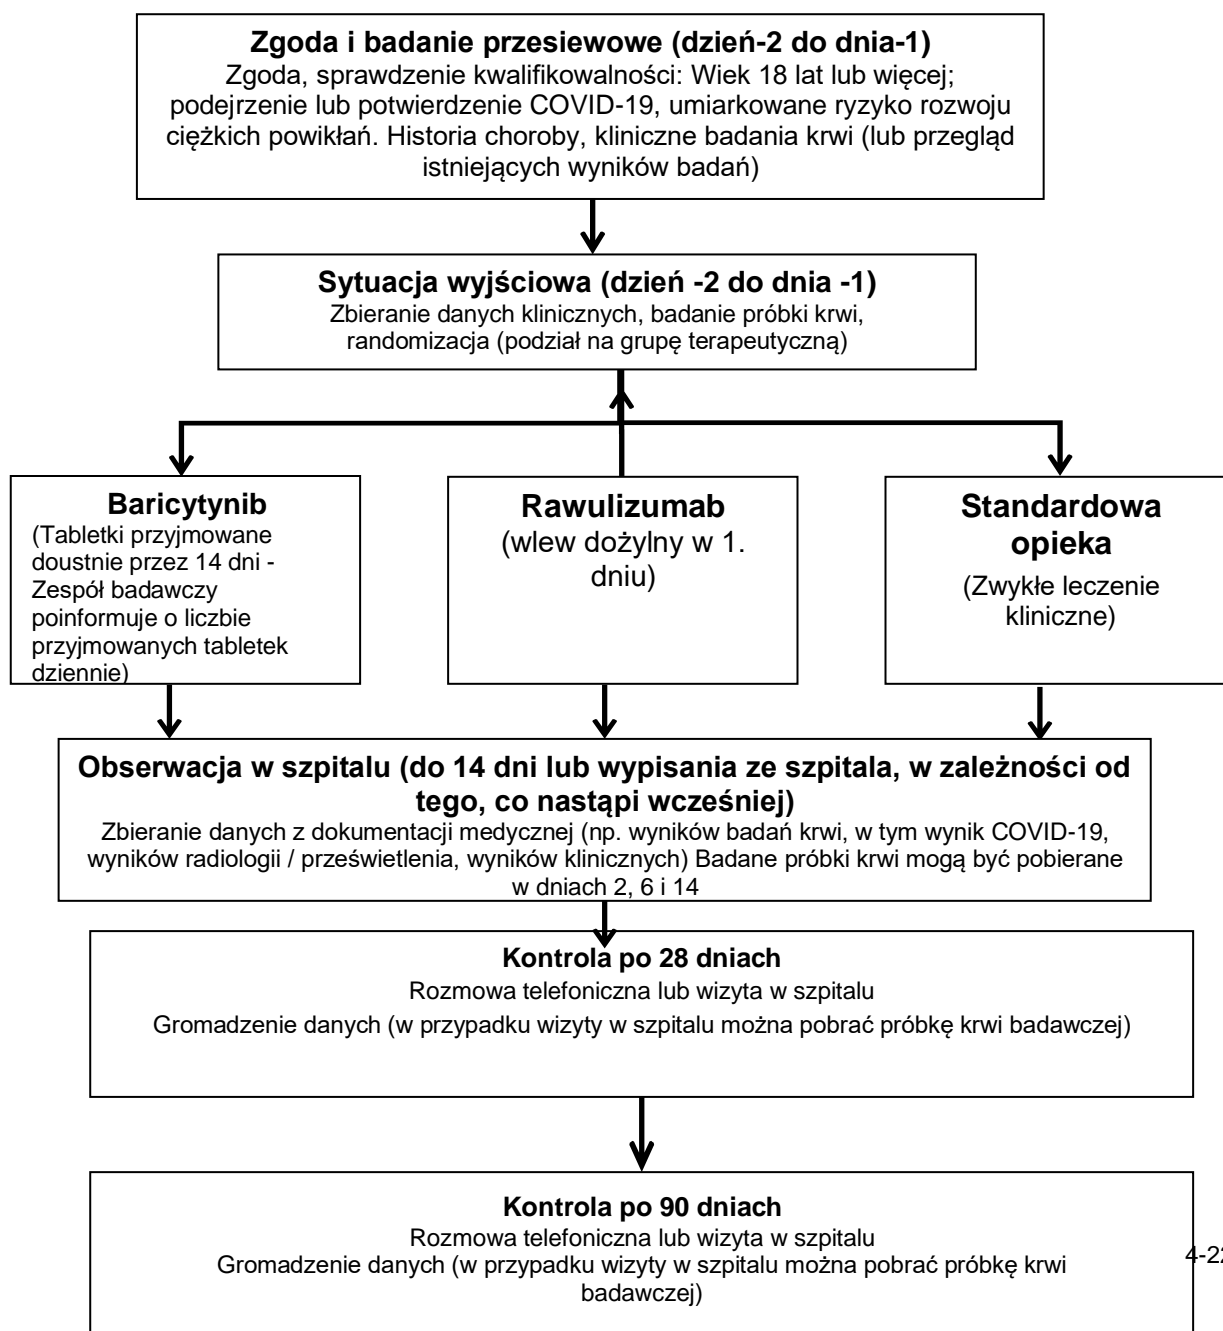 Zgoda i badanie przesiewowe (dzień-2 do dnia-1)
Zgoda, sprawdzenie kwalifikowalności: Wiek 18 lat lub więcej;
podejrzenie lub potwierdzenie COVID-19, umiarkowane ryzyko rozwoju
ciężkich powikłań. Historia choroby, kliniczne badania krwi (lub przegląd
istniejących wyników badań)
Sytuacja wyjściowa (dzień -2 do dnia -1)
Zbieranie danych klinicznych, badanie próbki krwi,
randomizacja (podział na grupę terapeutyczną)
Baricytynib
(Tabletki przyjmowane
doustnie przez 14 dni -
Zespół badawczy
poinformuje o liczbie
przyjmowanych tabletek
dziennie)
Rawulizumab
(wlew dożylny w 1.
dniu)
Standardowa
opieka
(Zwykłe leczenie
kliniczne)
Obserwacja w szpitalu (do 14 dni lub wypisania ze szpitala, w zależności od
tego, co nastąpi wcześniej)
Zbieranie danych z dokumentacji medycznej (np. wyników badań krwi, w tym wynik COVID-19,
wyników radiologii / prześwietlenia, wyników klinicznych) Badane próbki krwi mogą być pobierane
w dniach 2, 6 i 14
Kontrola po 28 dniach
Rozmowa telefoniczna lub wizyta w szpitalu
Gromadzenie danych (w przypadku wizyty w szpitalu można pobrać próbkę krwi badawczej)
Kontrola po 90 dniach
Rozmowa telefoniczna lub wizyta w szpitalu
Gromadzenie danych (w przypadku wizyty w szpitalu można pobrać próbkę krwi
badawczej)
4-22